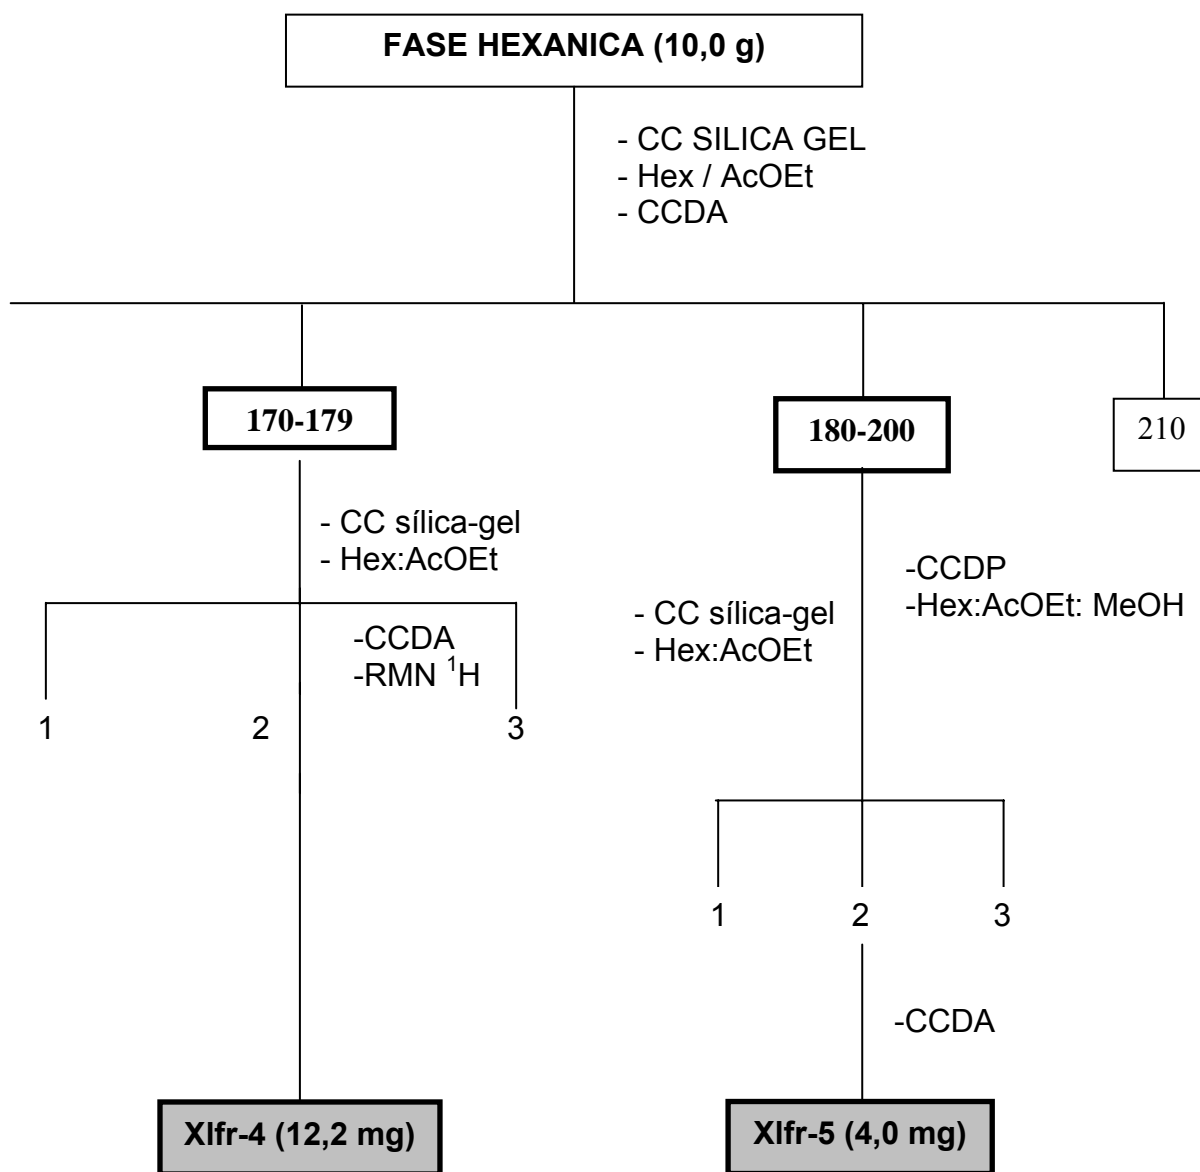 FASE HEXANICA (10,0 g)
- CC SILICA GEL
- Hex / AcOEt
- CCDA
170-179
180-200
210
- CC sílica-gel
- Hex:AcOEt
-CCDA
-RMN ¹H
1
2
3
- CC sílica-gel
- Hex:AcOEt
-CCDP
-Hex:AcOEt: MeOH
1
2
3
-CCDA
Xlfr-4 (12,2 mg)
Xlfr-5 (4,0 mg)